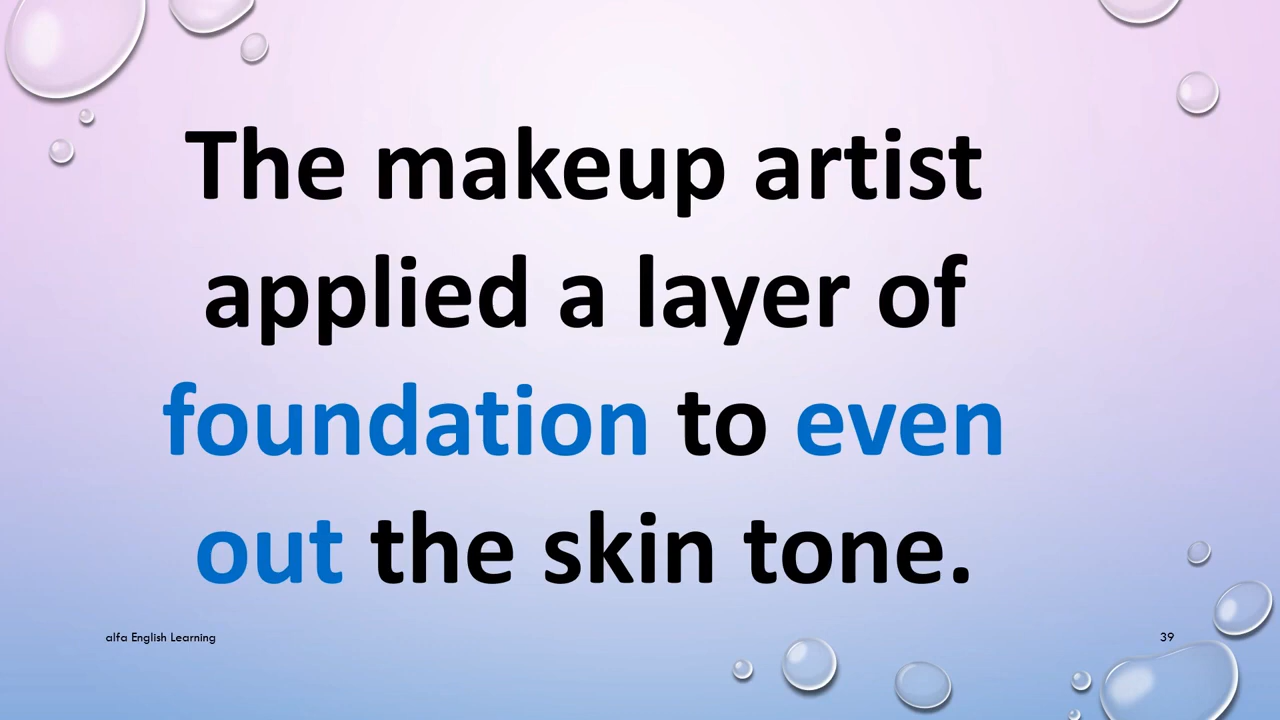 The makeup artist
applied a layer of
foundation to even
out the skin tone.
alfa English Learning
39